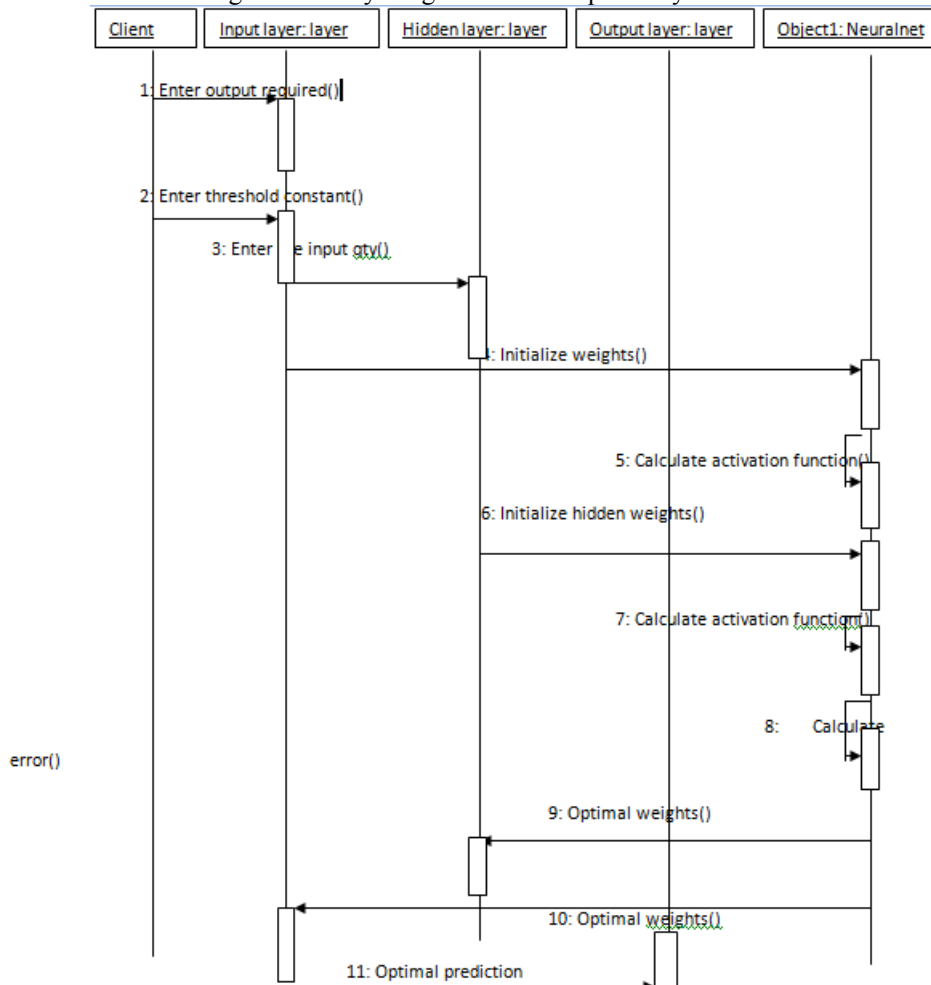 Client
Input layer: layer
Hidden layer: layer
Output layer: layer
Object1: Neuralnet
1: Enter output required()
2: Enter threshold constant()
3: Enter e input qty()
4: Initialize weights()
5: Calculate activation function()
6: Initialize hidden weights()
7: Calculate activation function()
8: Calculate
error()
9: Optimal weights()
10: Optimal weights()
11: Optimal prediction